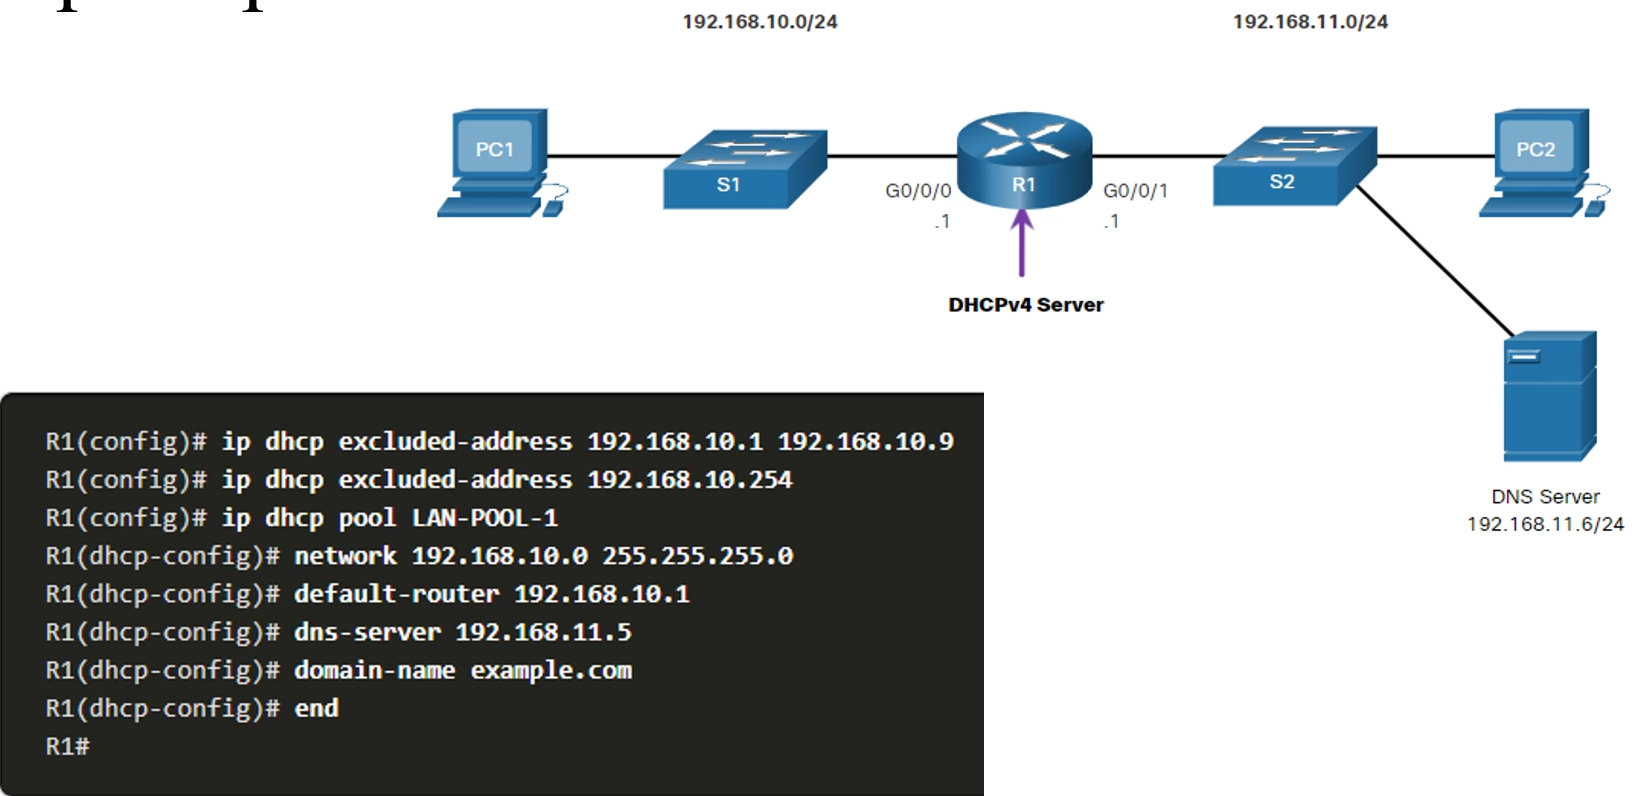 192.168.10.0/24
192.168.11.0/24
PC1
S1
G0/0/0
.1
R1
G0/0/1
.1
S2
PC2
DHCPv4 Server
DNS Server
192.168.11.6/24
R1(config)# ip dhcp excluded-address 192.168.10.1 192.168.10.9
R1(config)# ip dhcp excluded-address 192.168.10.254
R1(config)# ip dhcp pool LAN-POOL-1
R1(dhcp-config)# network 192.168.10.0 255.255.255.0
R1(dhcp-config)# default-router 192.168.10.1
R1(dhcp-config)# dns-server 192.168.11.5
R1(dhcp-config)# domain-name example.com
R1(dhcp-config)# end
R1#